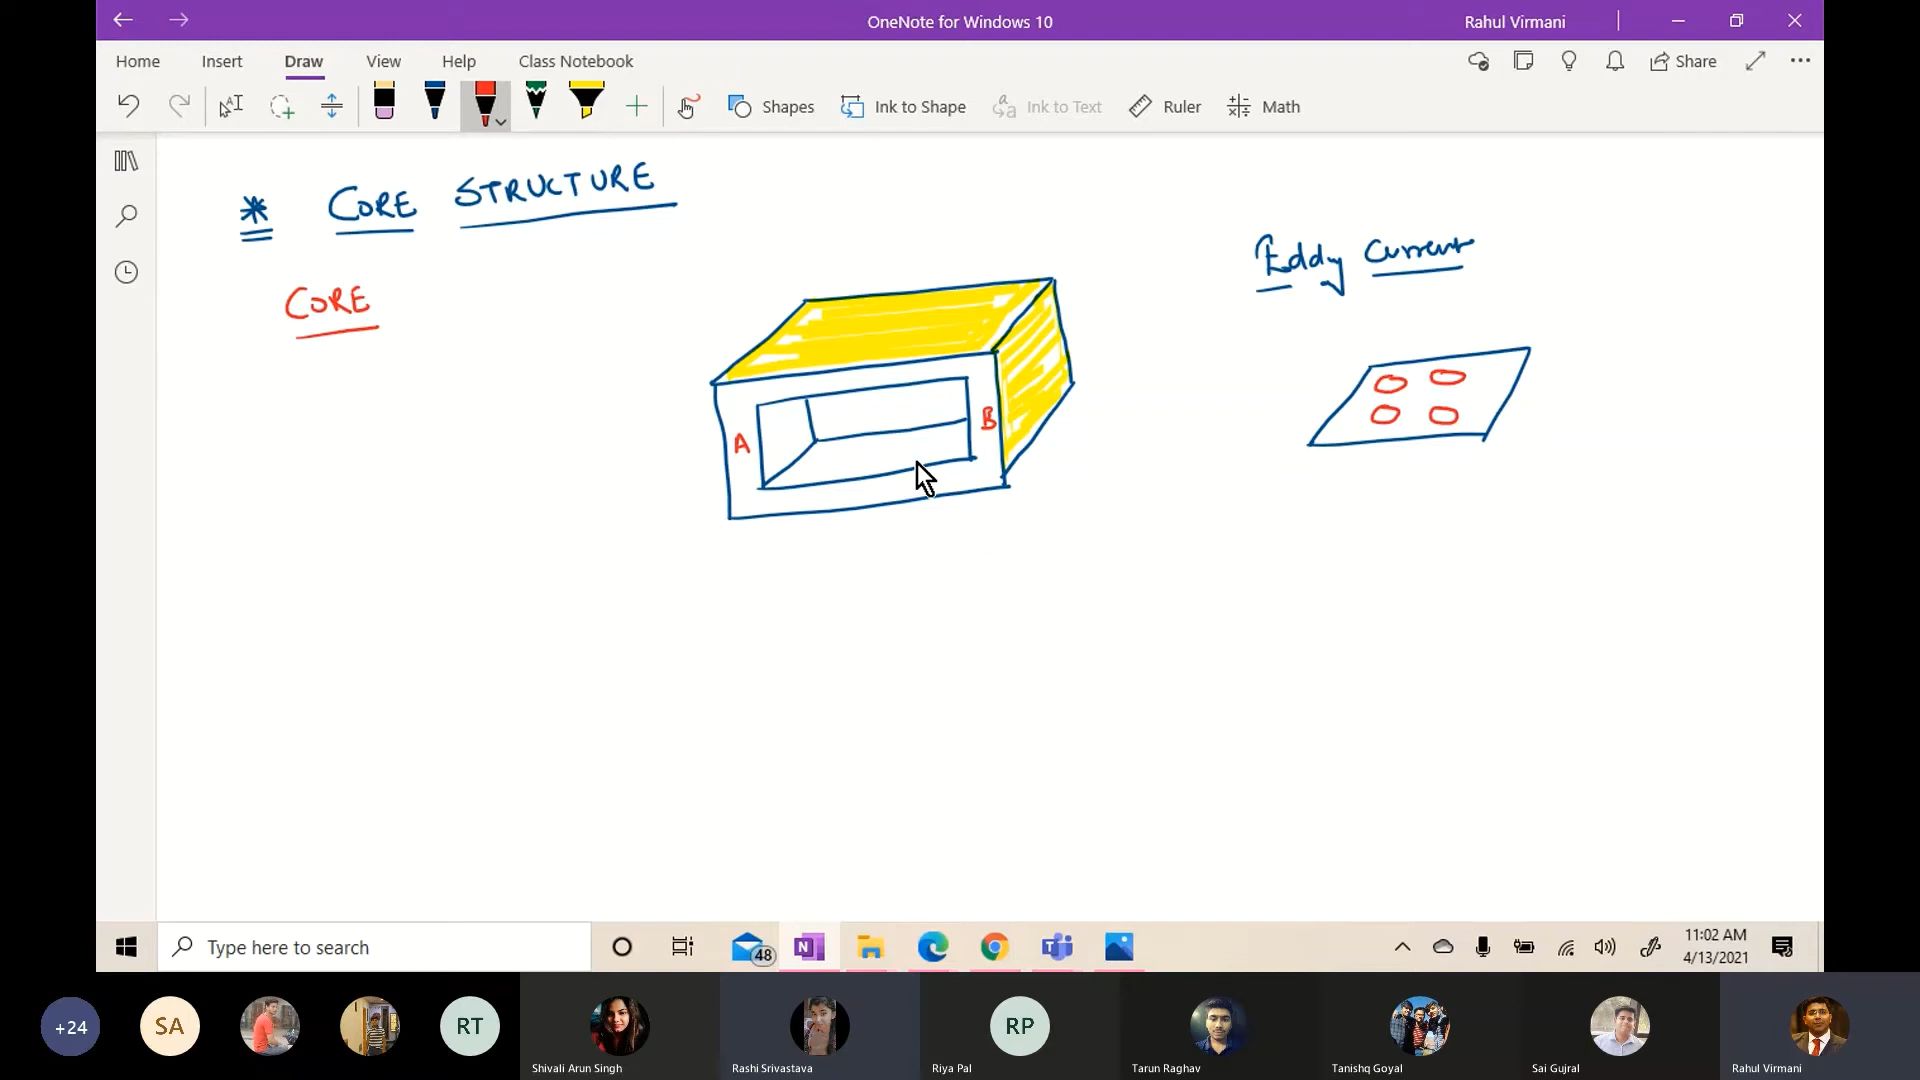 OneNote for Windows 10
Rahul Virmani
Home Insert Draw View Help Class Notebook
Share
Shapes Ink to Shape Ink to Text Ruler Math
* CORE STRUCTURE
Eddy Current
CORE
A
B
Type here to search
48
N
11:02 AM
4/13/2021
+24
SA
RT
RP
Shivali Arun Singh
Rashi Srivastava
Riya Pal
Tarun Raghav
Tanishq Goyal
Sai Gujral
Rahul Virmani